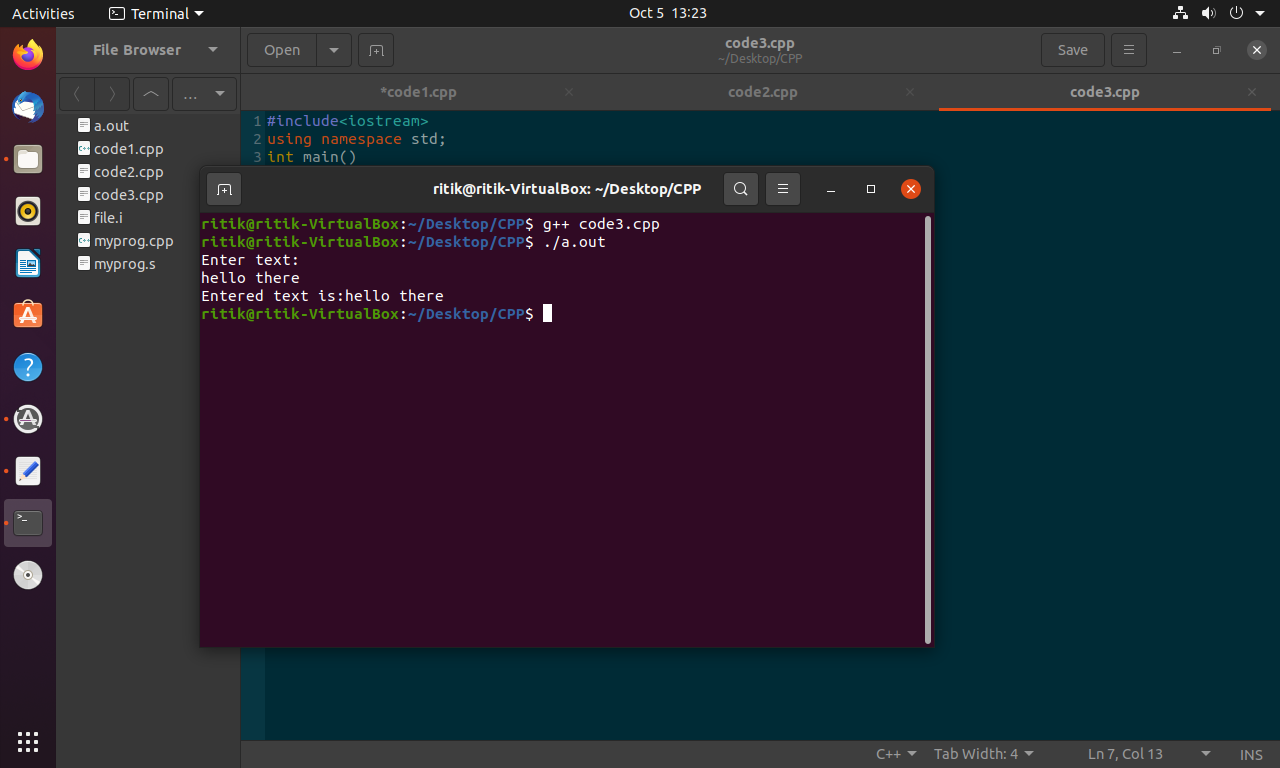 Activities
Terminal
Oct 5 13:23
File Browser
Open
code3.cpp
~/Desktop/CPP
Save
...
*code1.cpp
code2.cpp
code3.cpp
a.out
code1.cpp
code2.cpp
code3.cpp
file.i
myprog.cpp
myprog.s
1 #include<iostream>
2 using namespace std;
3 int main()
ritik@ritik-VirtualBox: ~/Desktop/CPP
ritik@ritik-VirtualBox:~/Desktop/CPP$ g++ code3.cpp
ritik@ritik-VirtualBox:~/Desktop/CPP$ ./a.out
Enter text:
hello there
Entered text is:hello there
ritik@ritik-VirtualBox:~/Desktop/CPP$
C++
Tab Width: 4
Ln 7, Col 13
INS